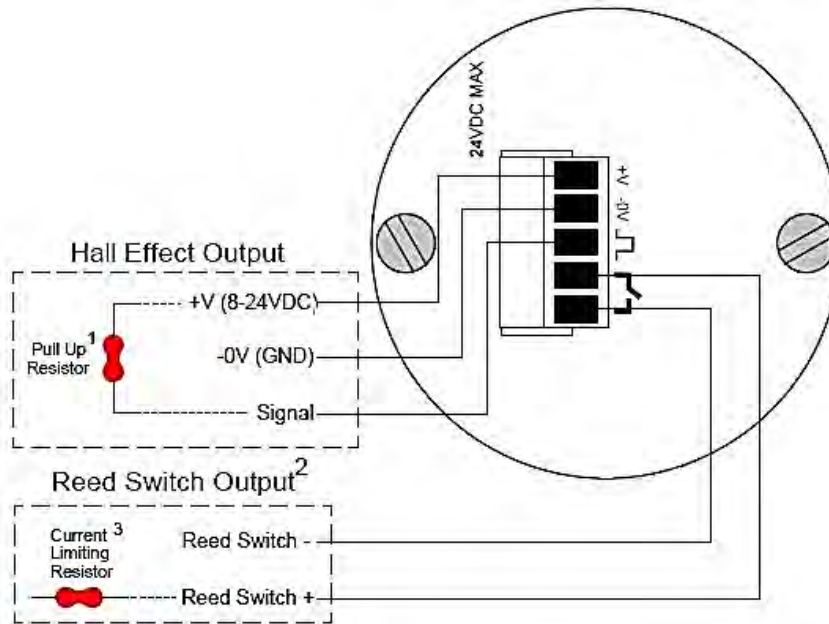 24VDC MAX
+V
-0V
Hall Effect Output
+V (8-24VDC)
Pull Up 1
Resistor
-0V (GND)
Signal
Reed Switch Output 2
Current 3
Limiting
Resistor
Reed Switch -
Reed Switch +